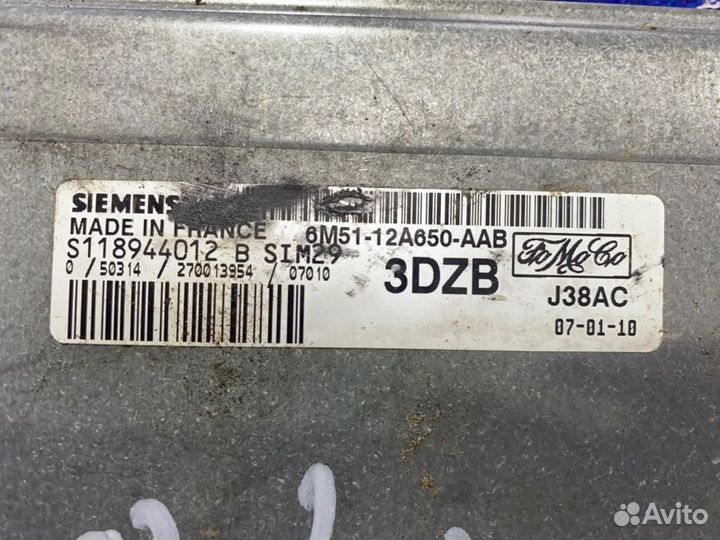 SIEMENS
MADE IN FRANCE 6M51-12A650-AAB
S118944012 B SIM29
0 / 50314 / 270013954 / 07010
3DZB
FoMoCo
J38AC
07-01-10
Avito